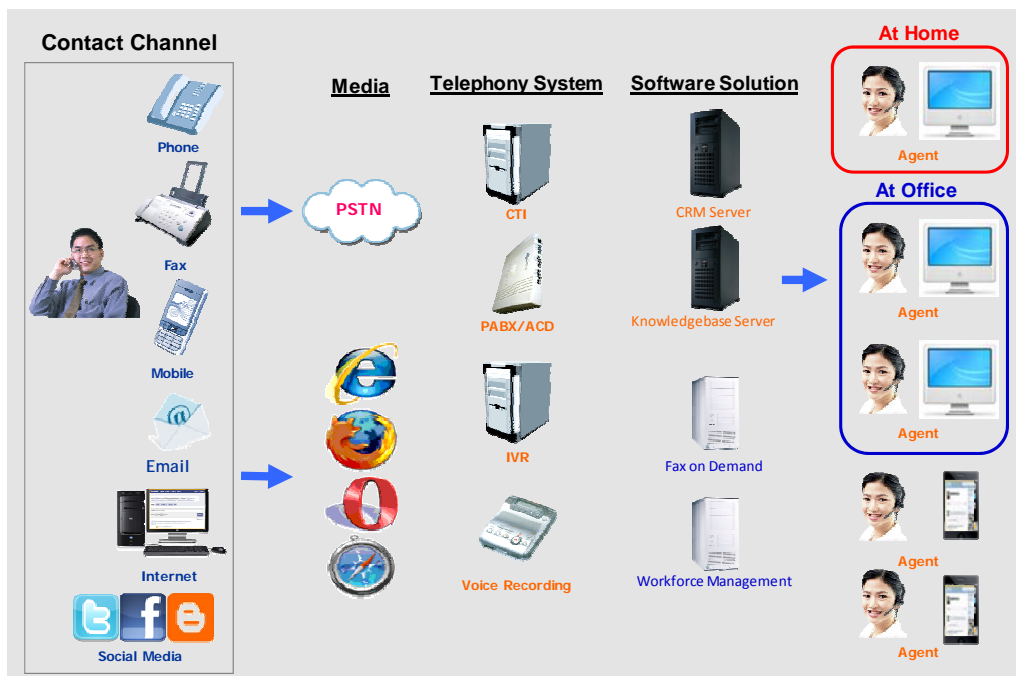 Contact Channel
Phone
Fax
Mobile
Email
Internet
Social Media
Media
PSTN
Telephony System
CTI
PABX/ACD
IVR
Voice Recording
Software Solution
CRM Server
Knowledgebase Server
Fax on Demand
Workforce Management
At Home
Agent
At Office
Agent
Agent
Agent
Agent